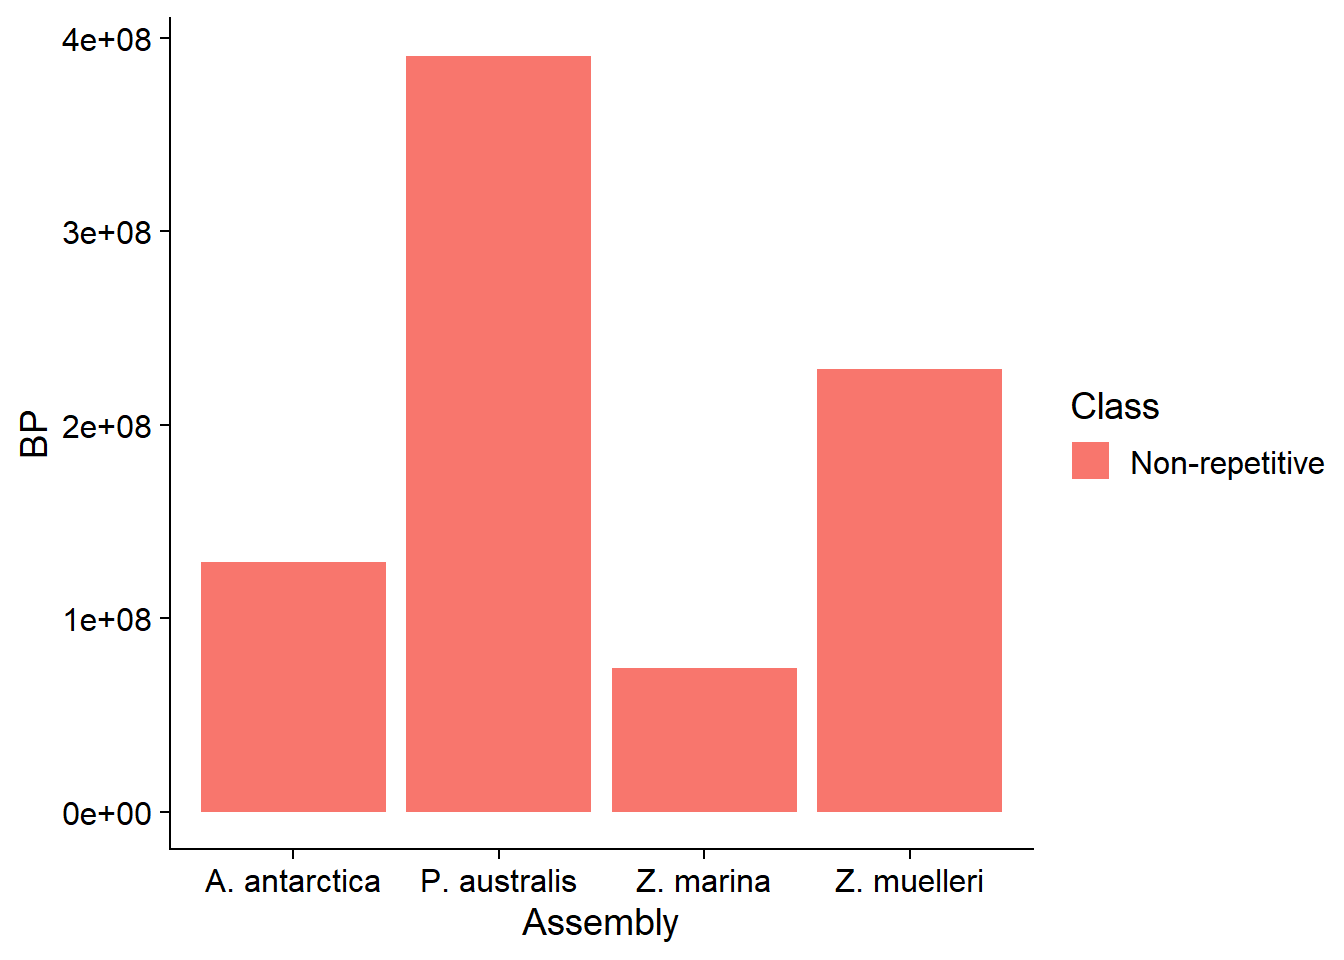 4e+08
3e+08
2e+08
1e+08
0e+00
BP
A. antarctica P. australis Z. marina Z. muelleri
Assembly
Class
Non-repetitive